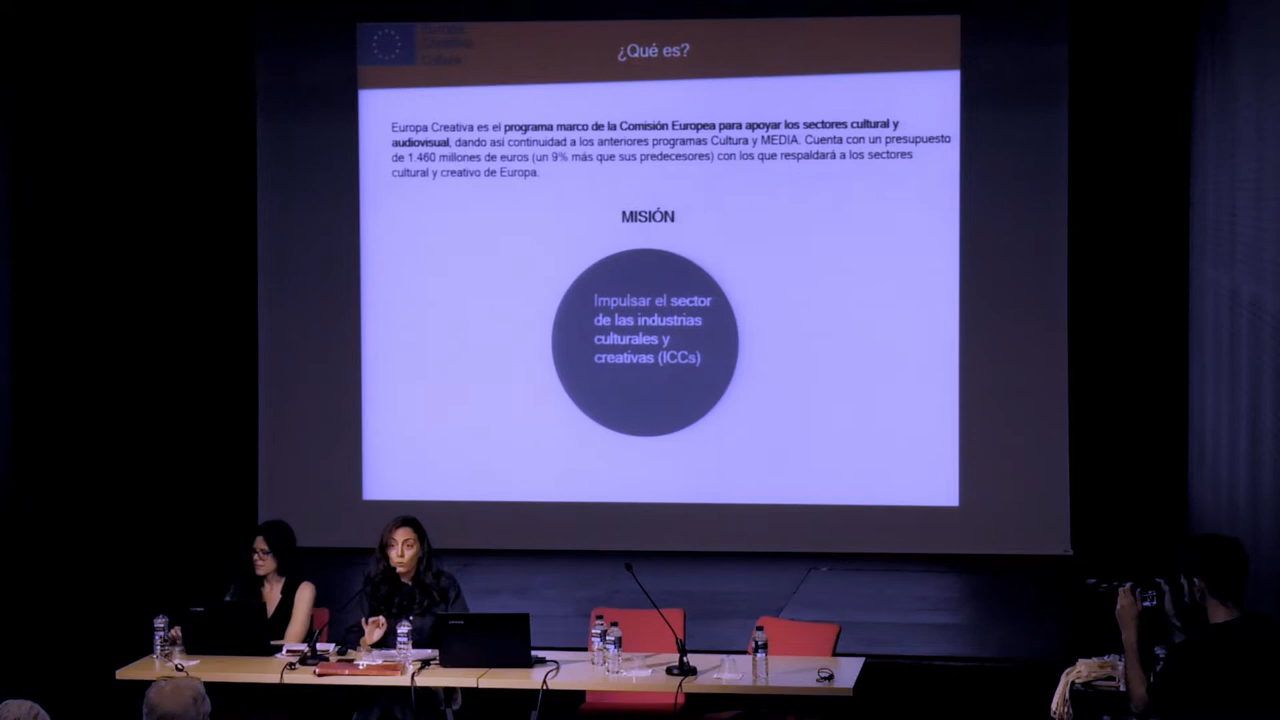 Europa
Creativa
Cultura
¿Qué es?
Europa Creativa es el programa marco de la Comisión Europea para apoyar los sectores cultural y
audiovisual, dando así continuidad a los anteriores programas Cultura y MEDIA. Cuenta con un presupuesto
de 1.460 millones de euros (un 9% más que sus predecesores) con los que respaldará a los sectores
cultural y creativo de Europa.
MISIÓN
Impulsar el sector
de las industrias
culturales y
creativas (ICCs)